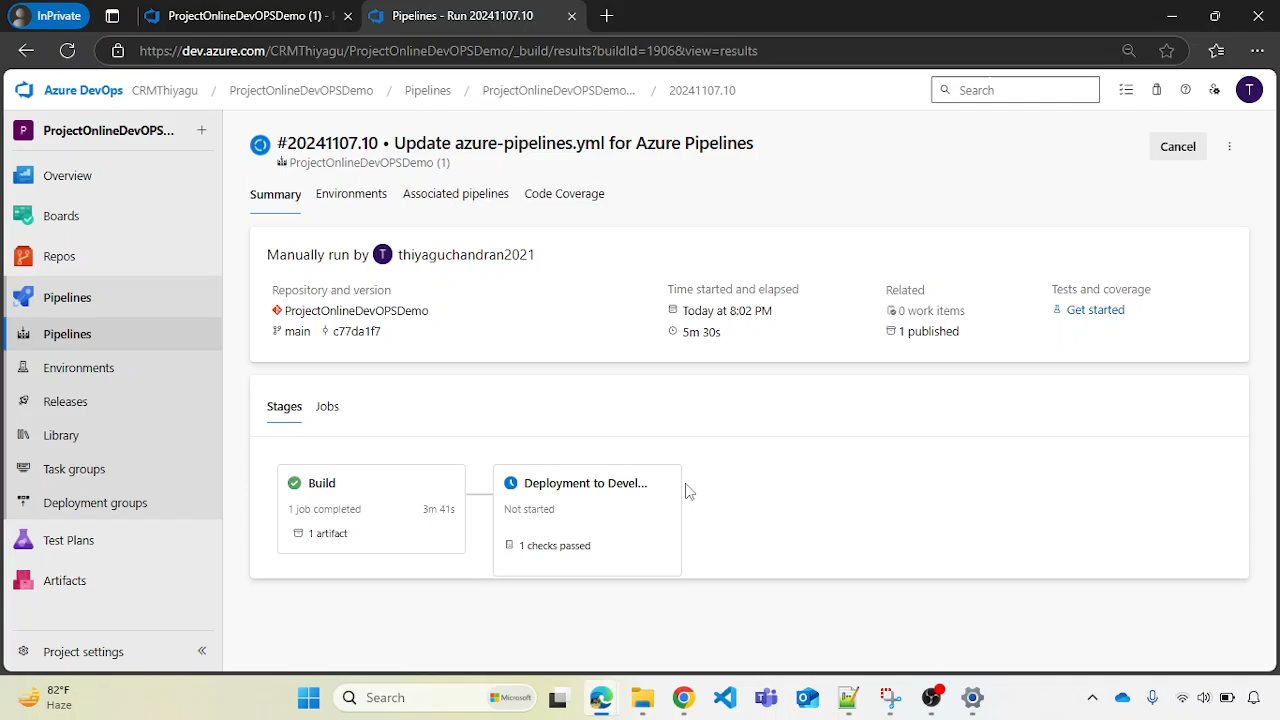 InPrivate
ProjectOnlineDevOPSDemo (1) -
Pipelines - Run 20241107.10
https://dev.azure.com/CRMThiyagu/ProjectOnlineDevOPSDemo/_build/results?buildId=1906&view=results
Azure DevOps CRMThiyagu / ProjectOnlineDevOPSDemo / Pipelines / ProjectOnlineDevOPSDemo... / 20241107.10
Search
T
P ProjectOnlineDevOPS...
Overview
Boards
Repos
Pipelines
Pipelines
Environments
Releases
Library
Task groups
Deployment groups
Test Plans
Artifacts
Project settings
#20241107.10 • Update azure-pipelines.yml for Azure Pipelines
ProjectOnlineDevOPSDemo (1)
Cancel
Summary Environments Associated pipelines Code Coverage
Manually run by T thiyaguchandran2021
Repository and version
ProjectOnlineDevOPSDemo
main c77da1f7
Time started and elapsed
Today at 8:02 PM
5m 30s
Related
0 work items
1 published
Tests and coverage
Get started
Stages Jobs
Build
1 job completed 3m 41s
1 artifact
Deployment to Devel...
Not started
1 checks passed
82°F
Haze
Search
Microsoft